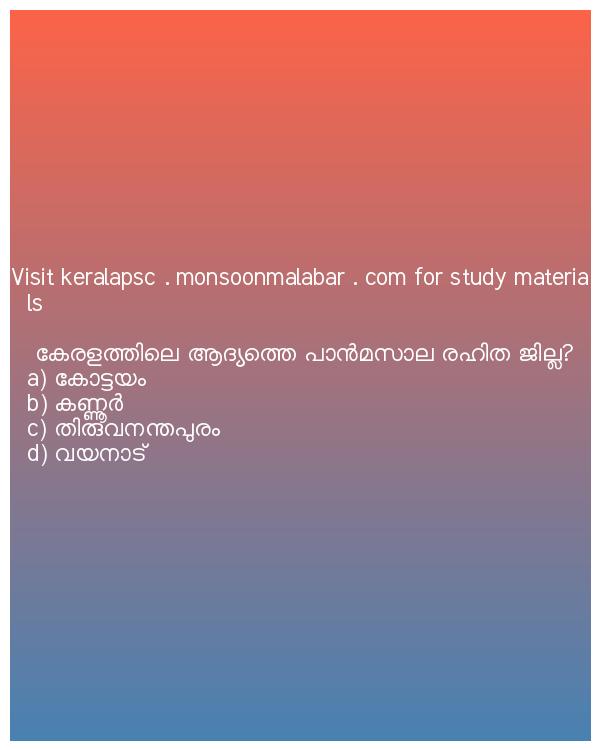 Visit keralapsc . monsoonmalabar . com for study materia
ls
കേരളത്തിലെ ആദ്യത്തെ പാൻമസാല രഹിത ജില്ല?
a) കോട്ടയം
b) കണ്ണൂർ
c) തിരുവനന്തപുരം
d) വയനാട്